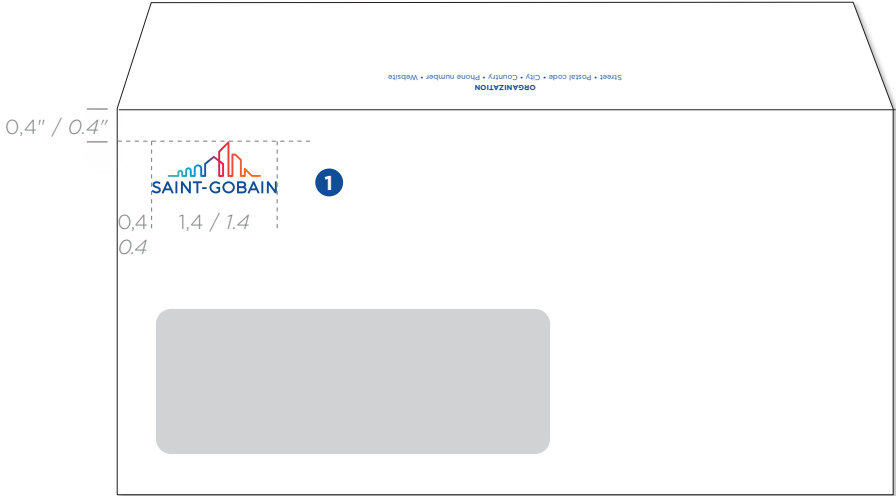 ORGANIZATION
Street • Postal code • City • Country • Phone number • Website
0,4" / 0.4"
SAINT-GOBAIN
1
0,4
0.4
1,4 / 1.4